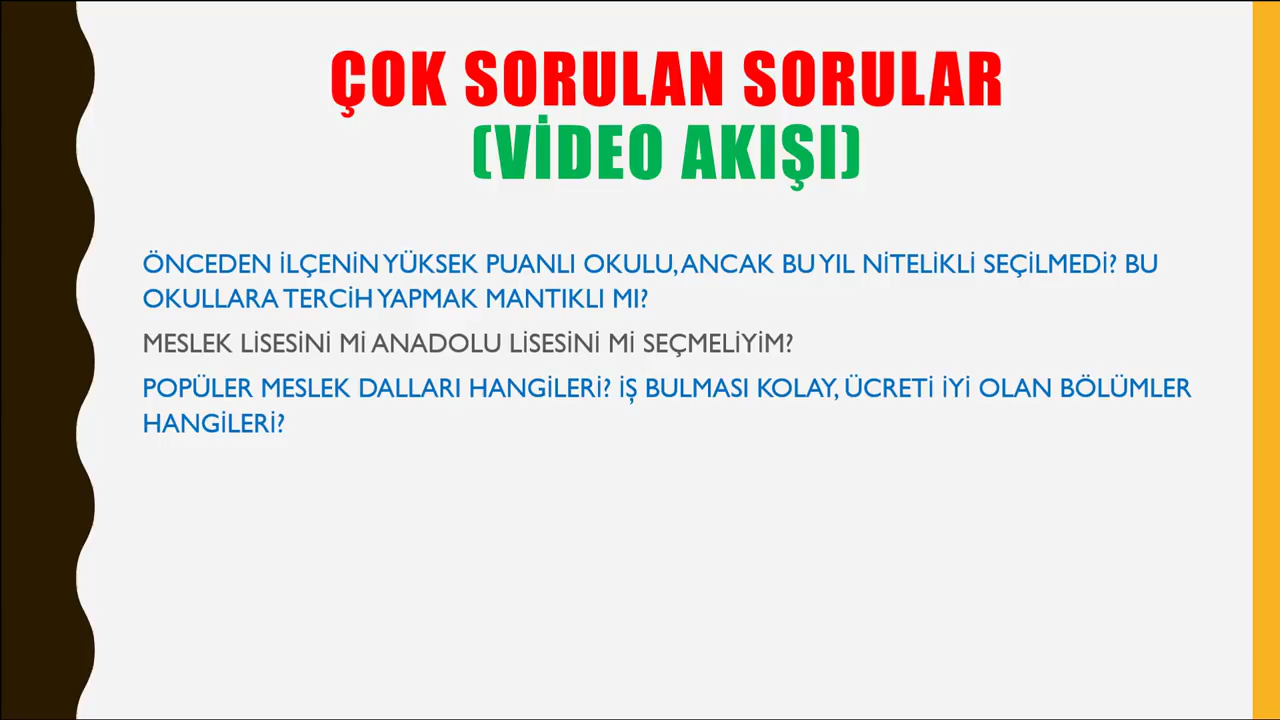 ÇOK SORULAN SORULAR
(VİDEO AKIŞI)
ÖNCEDEN İLÇENİN YÜKSEK PUANLI OKULU, ANCAK BU YIL NİTELİKLİ SEÇİLMEDİ? BU
OKULLARA TERCİH YAPMAK MANTIKLI MI?
MESLEK LİSESİNİ Mİ ANADOLU LİSESİNİ Mİ SEÇMELİYİM?
POPÜLER MESLEK DALLARI HANGİLERİ? İŞ BULMASI KOLAY, ÜCRETİ İYİ OLAN BÖLÜMLER
HANGİLERİ?